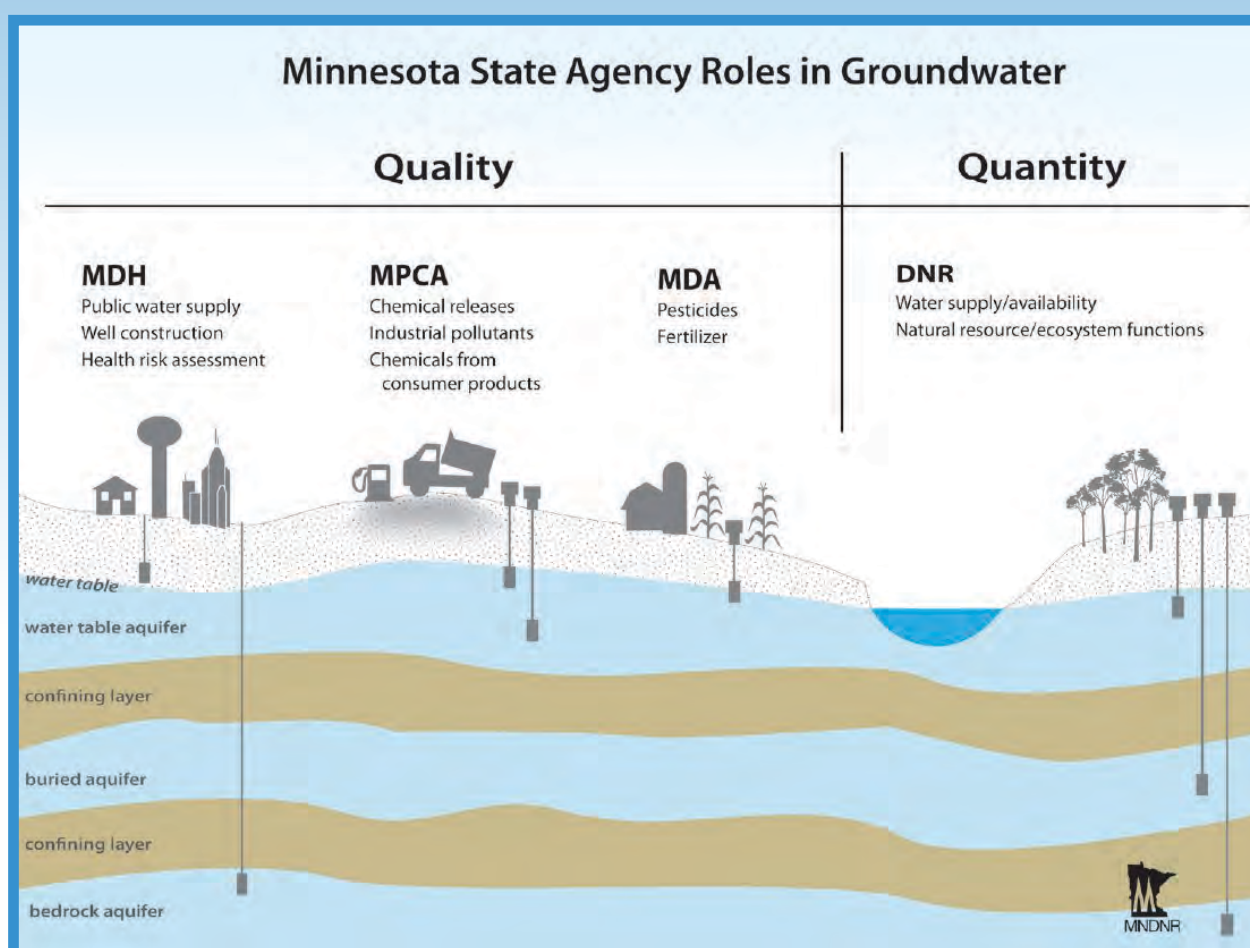 Minnesota State Agency Roles in Groundwater
Quality
Quantity
MDH
Public water supply
Well construction
Health risk assessment
MPCA
Chemical releases
Industrial pollutants
Chemicals from
consumer products
MDA
Pesticides
Fertilizer
DNR
Water supply/availability
Natural resource/ecosystem functions
water table
water table aquifer
confining layer
buried aquifer
confining layer
bedrock aquifer
MNDNR